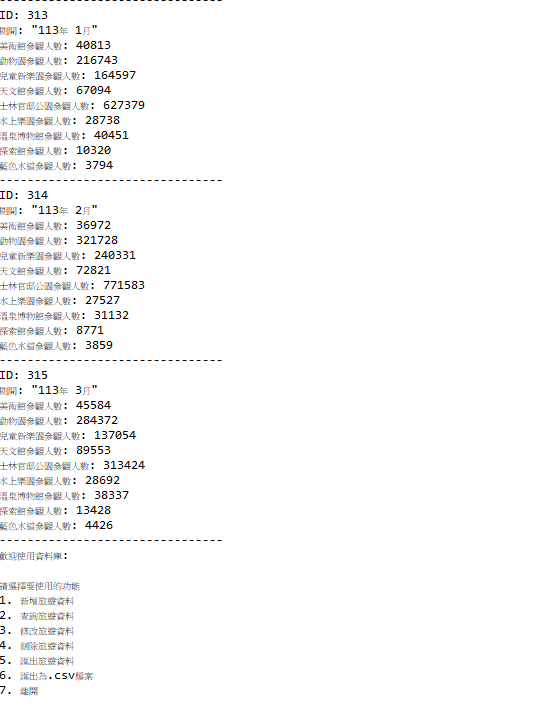 --------------------------------
ID: 313
期間: "113年 1月"
美術館參觀人數: 40813
動物園參觀人數: 216743
兒童新樂園參觀人數: 164597
天文館參觀人數: 67094
士林官邸公園參觀人數: 627379
水上樂園參觀人數: 28738
溫泉博物館參觀人數: 40451
探索館參觀人數: 10320
藍色水道參觀人數: 3794
--------------------------------
ID: 314
期間: "113年 2月"
美術館參觀人數: 36972
動物園參觀人數: 321728
兒童新樂園參觀人數: 240331
天文館參觀人數: 72821
士林官邸公園參觀人數: 771583
水上樂園參觀人數: 27527
溫泉博物館參觀人數: 31132
探索館參觀人數: 8771
藍色水道參觀人數: 3859
--------------------------------
ID: 315
期間: "113年 3月"
美術館參觀人數: 45584
動物園參觀人數: 284372
兒童新樂園參觀人數: 137054
天文館參觀人數: 89553
士林官邸公園參觀人數: 313424
水上樂園參觀人數: 28692
溫泉博物館參觀人數: 38337
探索館參觀人數: 13428
藍色水道參觀人數: 4426
--------------------------------
歡迎使用資料庫:
請選擇要使用的功能
1. 新增旅遊資料
2. 查詢旅遊資料
3. 修改旅遊資料
4. 刪除旅遊資料
5. 匯出旅遊資料
6. 匯出為.csv檔案
7. 離開